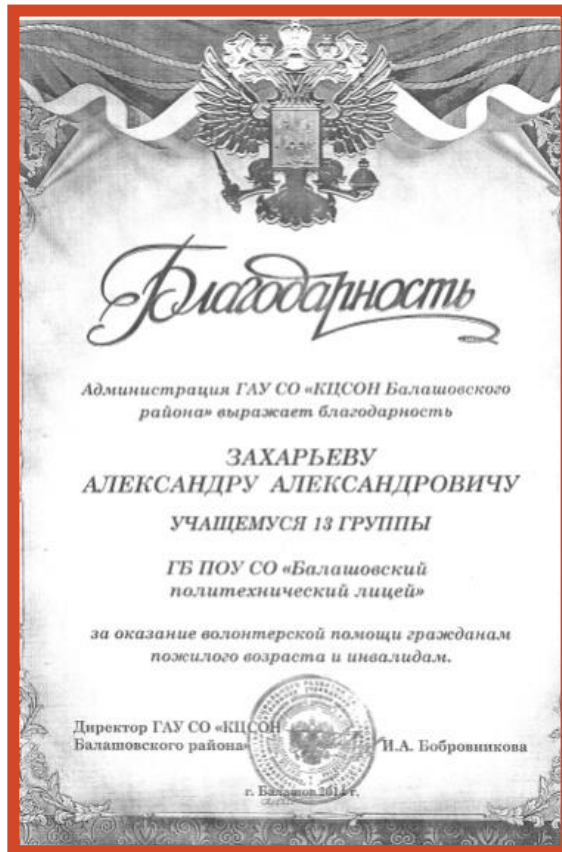 Благодарность
Администрация ГАУ СО «КЦСОН Балашовского
района» выражает благодарность
ЗАХАРЬЕВУ
АЛЕКСАНДРУ АЛЕКСАНДРОВИЧУ
УЧАЩЕМУСЯ 13 ГРУППЫ
ГБ ПОУ СО «Балашовский
политехнический лицей»
за оказание волонтерской помощи гражданам
пожилого возраста и инвалидам.
Директор ГАУ СО «КЦСОН
Балашовского района»
И.А. Бобровникова
г. Балашов 2014 г.